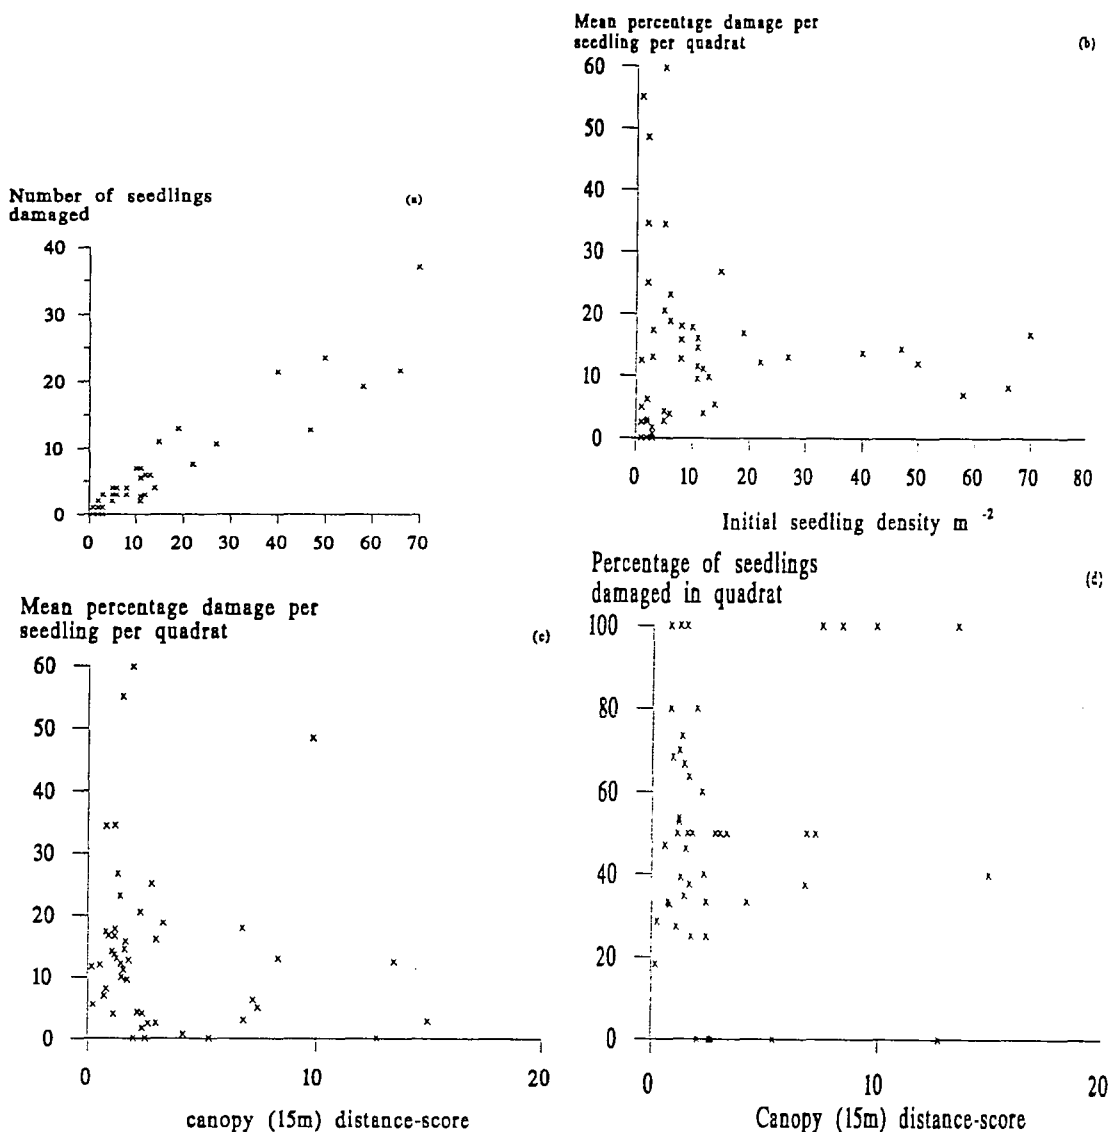 Number of seedlings
damaged
(a)
40
30
20
10
0
0 10 20 30 40 50 60 70
Mean percentage damage per
seedling per quadrat
(b)
60
50
40
30
20
10
0
0 10 20 30 40 50 60 70 80
Initial seedling density m -2
Mean percentage damage per
seedling per quadrat
(c)
60
50
40
30
20
10
0
0 10 20
canopy (15m) distance-score
Percentage of seedlings
damaged in quadrat
(d)
100
80
60
40
20
0
0 10 20
Canopy (15m) distance-score